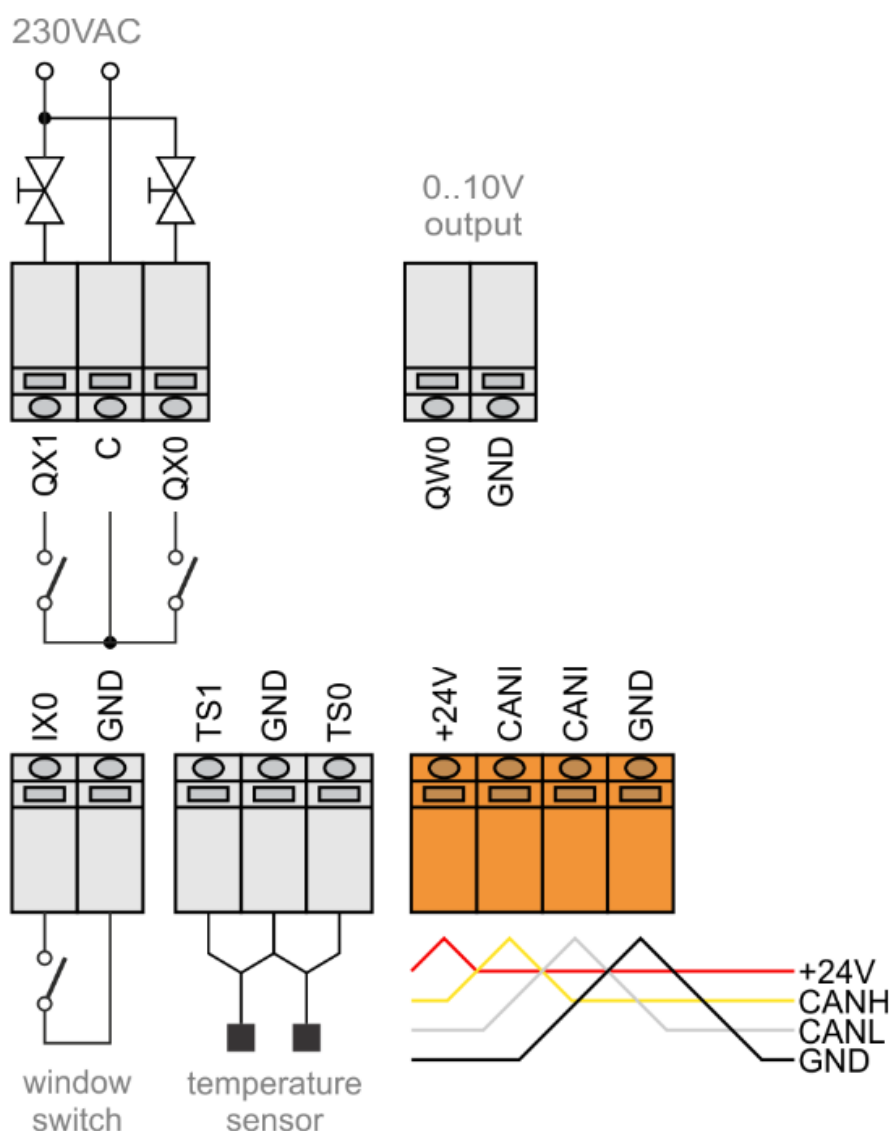 230VAC
0..10V
output
QX1
C
QX0
QW0
GND
IX0
GND
TS1
GND
TS0
+24V
CANI
CANI
GND
+24V
CANH
CANL
GND
window
switch
temperature
sensor